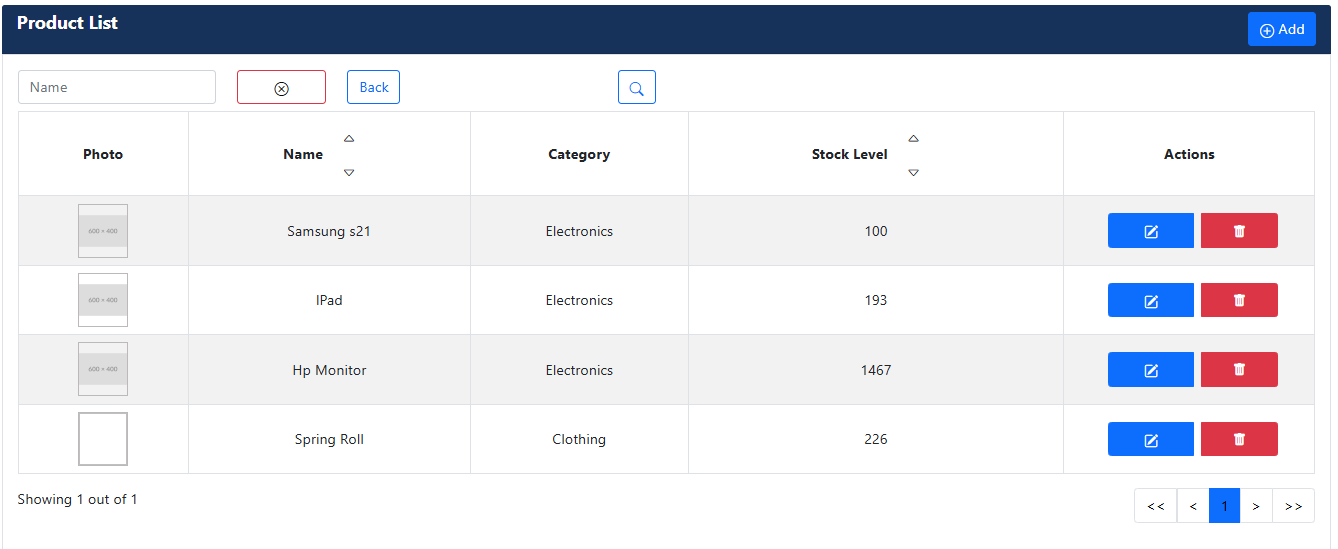 Product List
Add
Name
Back
Photo Name Category Stock Level Actions
600 × 400 Samsung s21 Electronics 100
600 × 400 IPad Electronics 193
600 × 400 Hp Monitor Electronics 1467
Spring Roll Clothing 226
Showing 1 out of 1
<< < 1 > >>